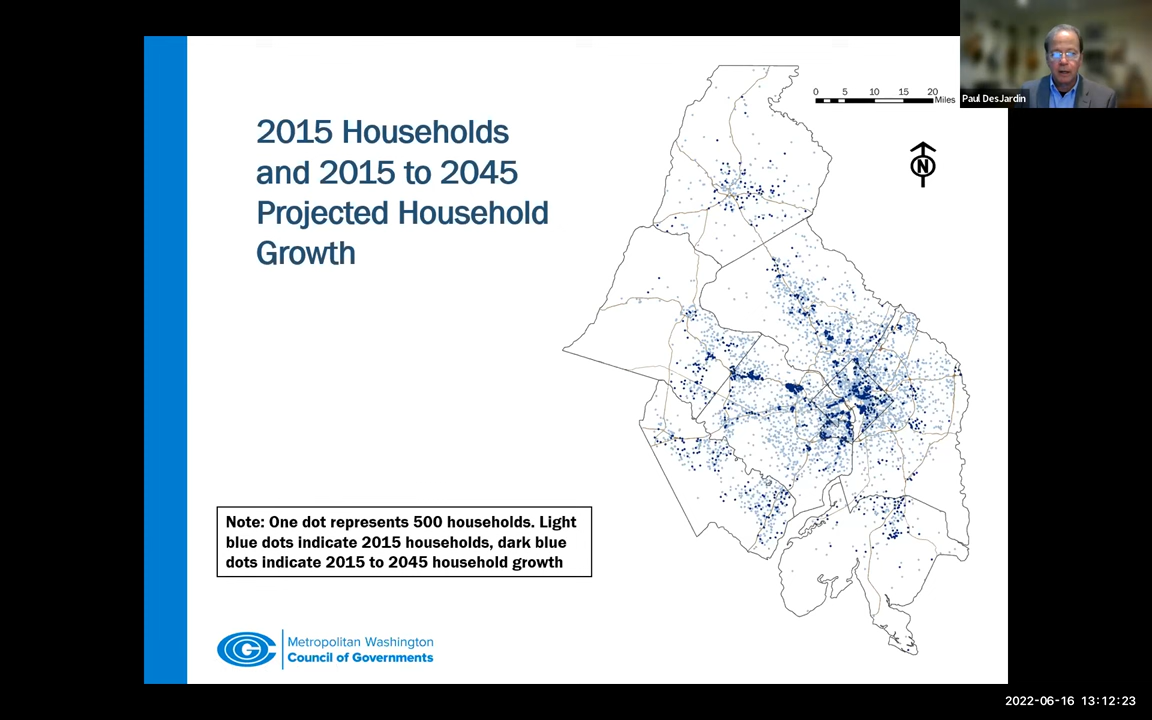 2015 Households
and 2015 to 2045
Projected Household
Growth
0 5 10 15 20
Miles
N
Paul DesJardin
Note: One dot represents 500 households. Light
blue dots indicate 2015 households, dark blue
dots indicate 2015 to 2045 household growth
Metropolitan Washington
Council of Governments
2022-06-16 13:12:23